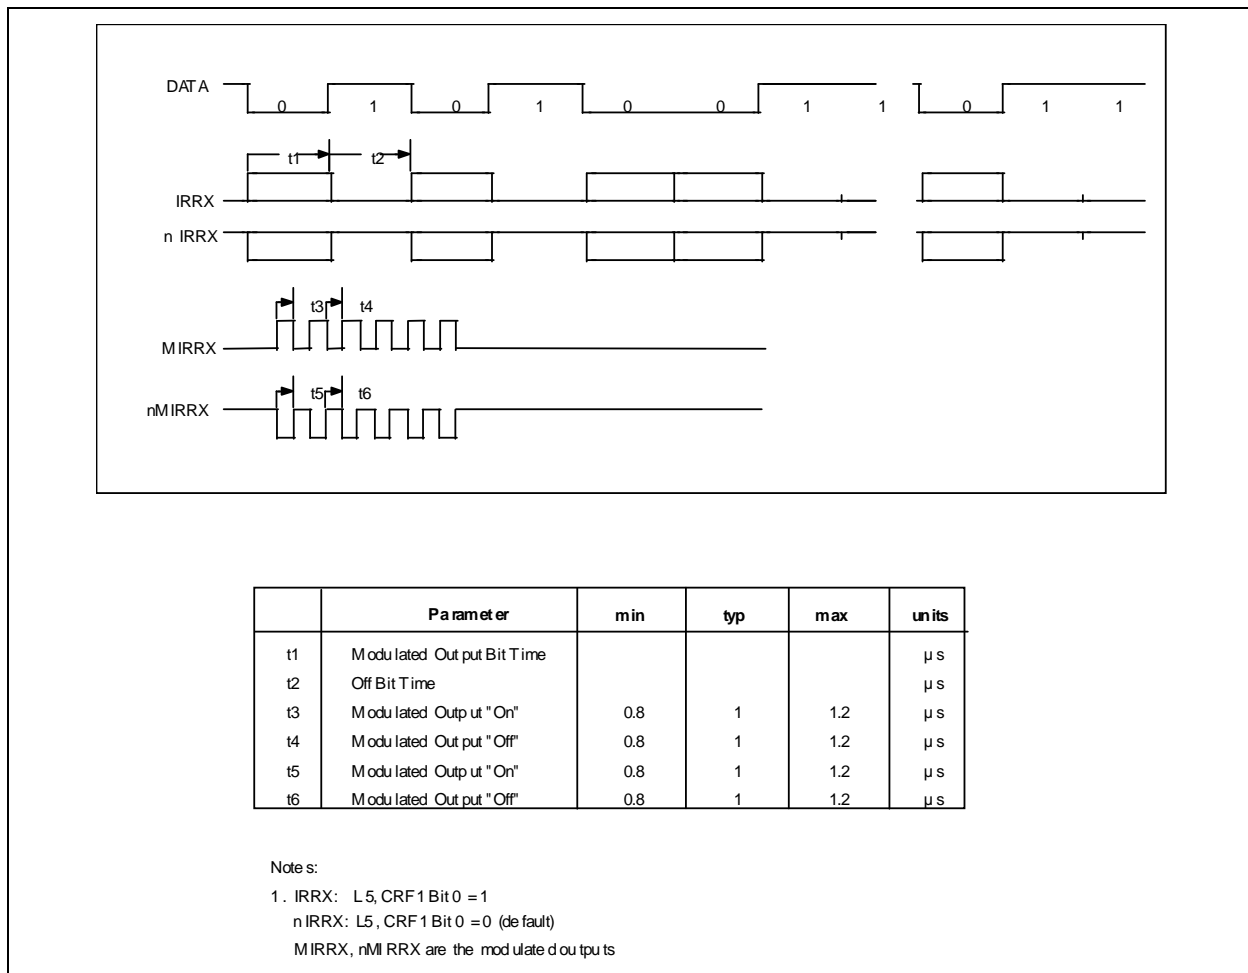 DATA
0 1 0 1 0 0 1 1 0 1 1
t1 t2
IRRX
n IRRX
t3 t4
MIRRX
t5 t6
nMIRRX
Parameter min typ max units
t1 Modulated Output Bit Time µs
t2 Off Bit Time µs
t3 Modulated Output "On" 0.8 1 1.2 µs
t4 Modulated Output "Off" 0.8 1 1.2 µs
t5 Modulated Output "On" 0.8 1 1.2 µs
t6 Modulated Output "Off" 0.8 1 1.2 µs
Notes:
1. IRRX: L5, CRF1 Bit 0 = 1
nIRRX: L5, CRF1 Bit 0 =0 (default)
MIRRX, nMIRRX are the modulated outputs